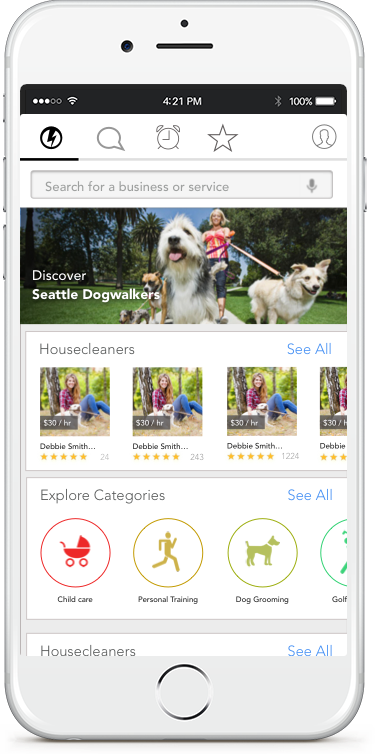 4:21 PM
100%
Search for a business or service
Discover
Seattle Dogwalkers
Housecleaners
See All
$30 / hr
$30 / hr
$30 / hr
$30 / hr
Debbie Smith...
Debbie Smith...
Debbie Smith...
Debbie Smith
24
243
1224
Explore Categories
See All
Child care
Personal Training
Dog Grooming
Golf
Housecleaners
See All